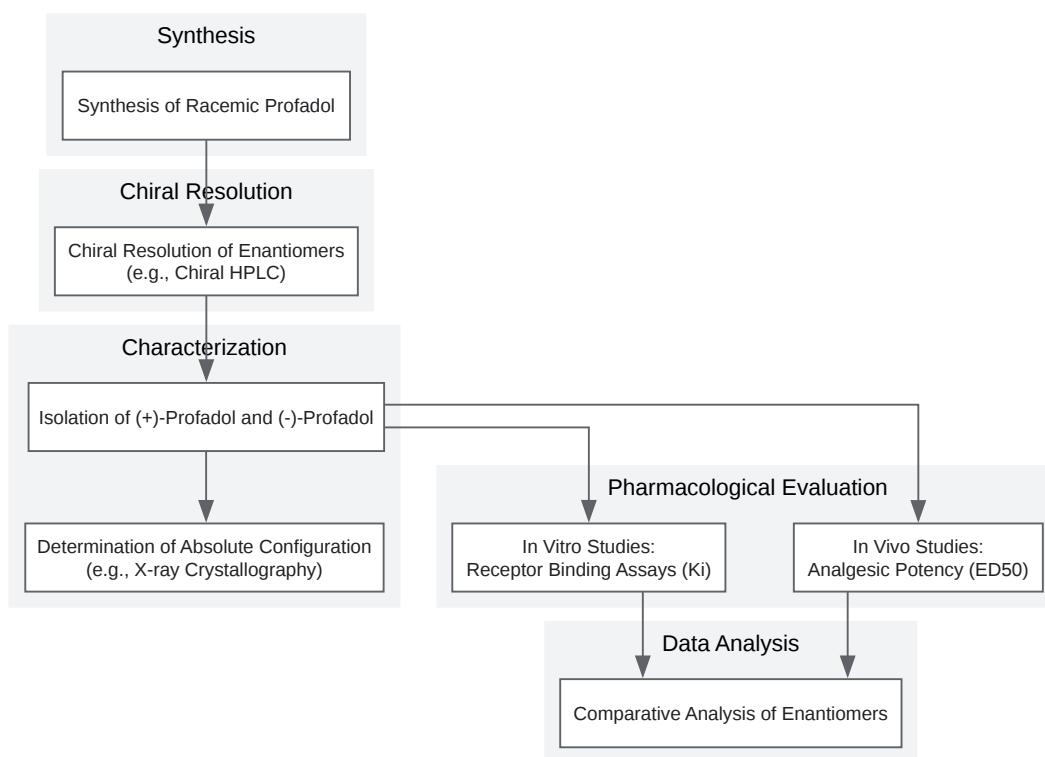 Synthesis
Synthesis of Racemic Profadol
Chiral Resolution
Chiral Resolution of Enantiomers
(e.g., Chiral HPLC)
Characterization
Isolation of (+)-Profadol and (-)-Profadol
Determination of Absolute Configuration
(e.g., X-ray Crystallography)
Pharmacological Evaluation
In Vitro Studies:
Receptor Binding Assays (Ki)
In Vivo Studies:
Analgesic Potency (ED50)
Data Analysis
Comparative Analysis of Enantiomers